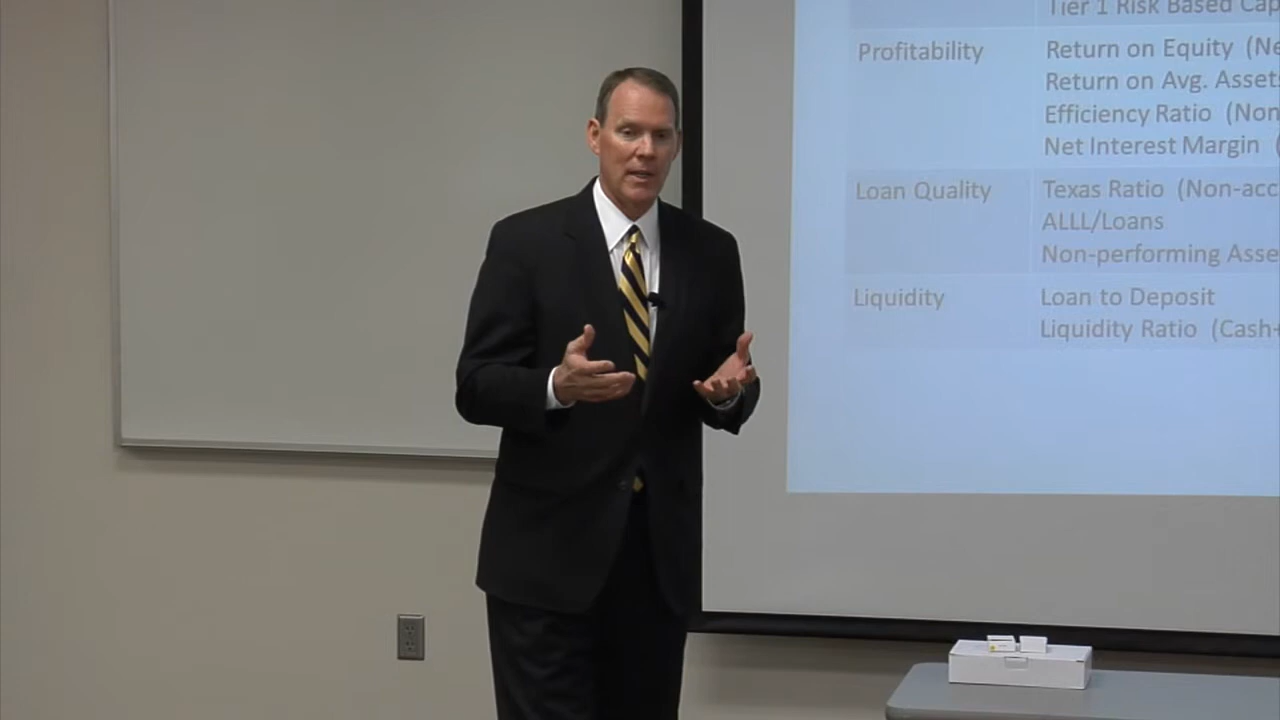 Tier 1 Risk Based Cap
Profitability
Return on Equity (Ne
Return on Avg. Assets
Efficiency Ratio (Non
Net Interest Margin (
Loan Quality
Texas Ratio (Non-acc
ALLL/Loans
Non-performing Asse
Liquidity
Loan to Deposit
Liquidity Ratio (Cash+